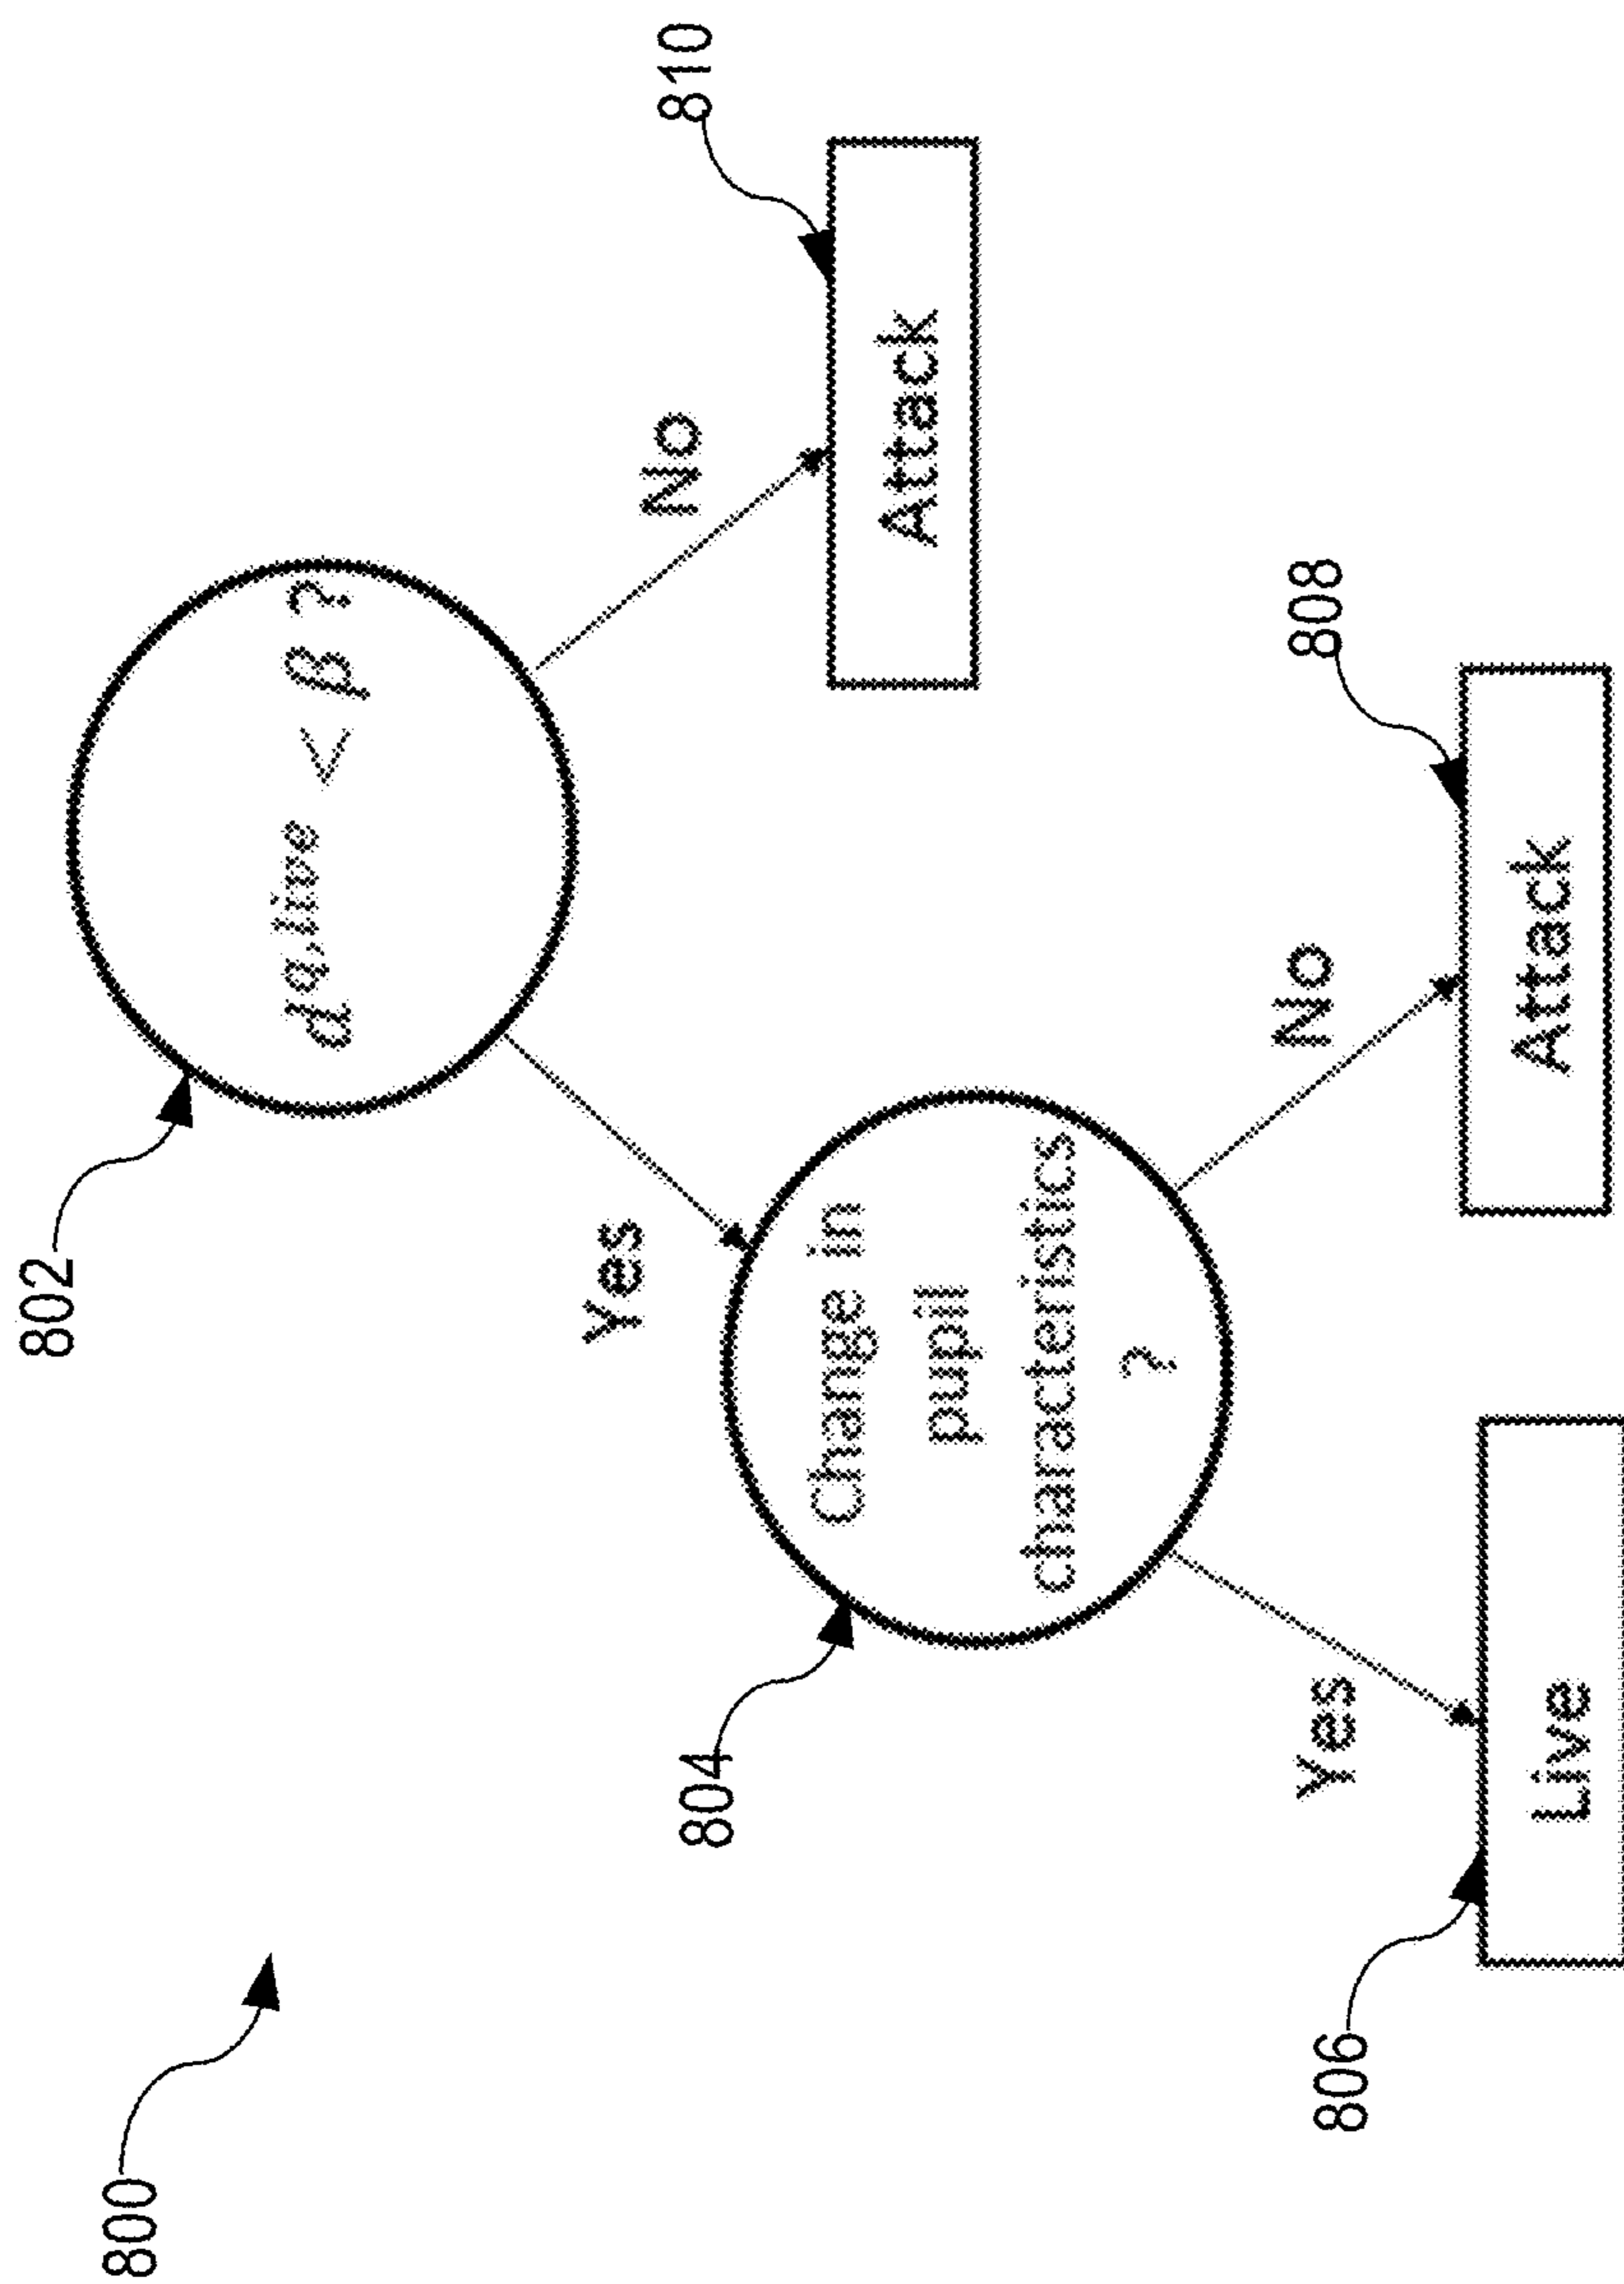 800
802
dq,live < β ?
Yes
No
810
Attack
804
Change in
pupil
characteristics
?
Yes
No
806
Live
808
Attack